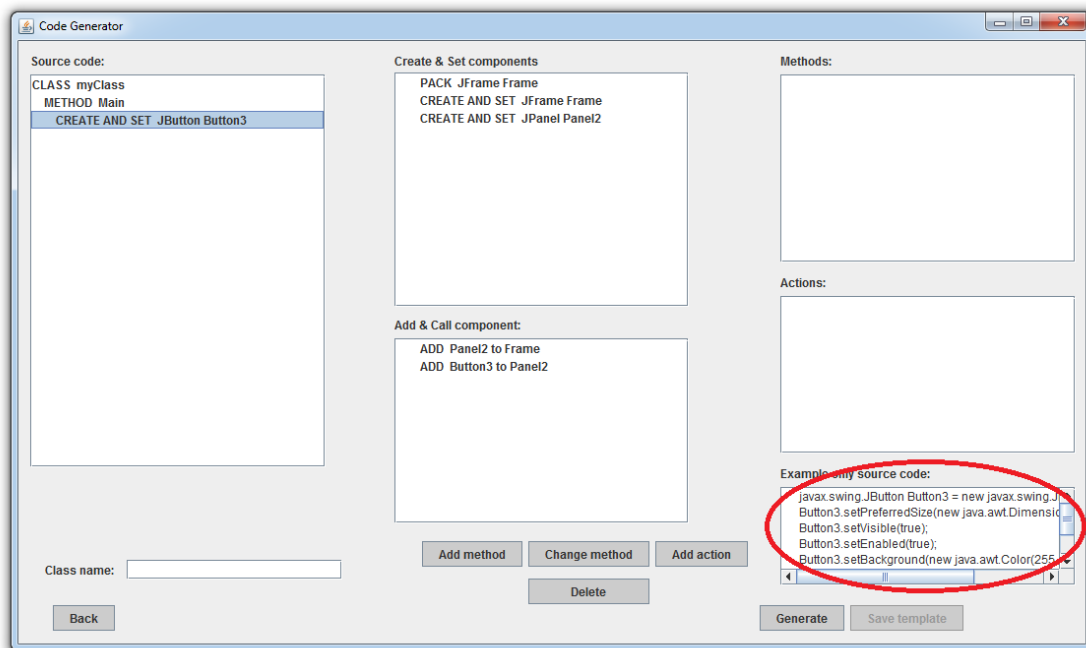 Code Generator
Source code:
CLASS myClass
METHOD Main
CREATE AND SET JButton Button3
Create & Set components
PACK JFrame Frame
CREATE AND SET JFrame Frame
CREATE AND SET JPanel Panel2
Add & Call component:
ADD Panel2 to Frame
ADD Button3 to Panel2
Methods:
Actions:
Example only source code:
javax.swing.JButton Button3 = new javax.swing.J
Button3.setPreferredSize(new java.awt.Dimensio
Button3.setVisible(true);
Button3.setEnabled(true);
Button3.setBackground(new java.awt.Color(255
Add method Change method Add action
Class name:
Delete
Back
Generate Save template